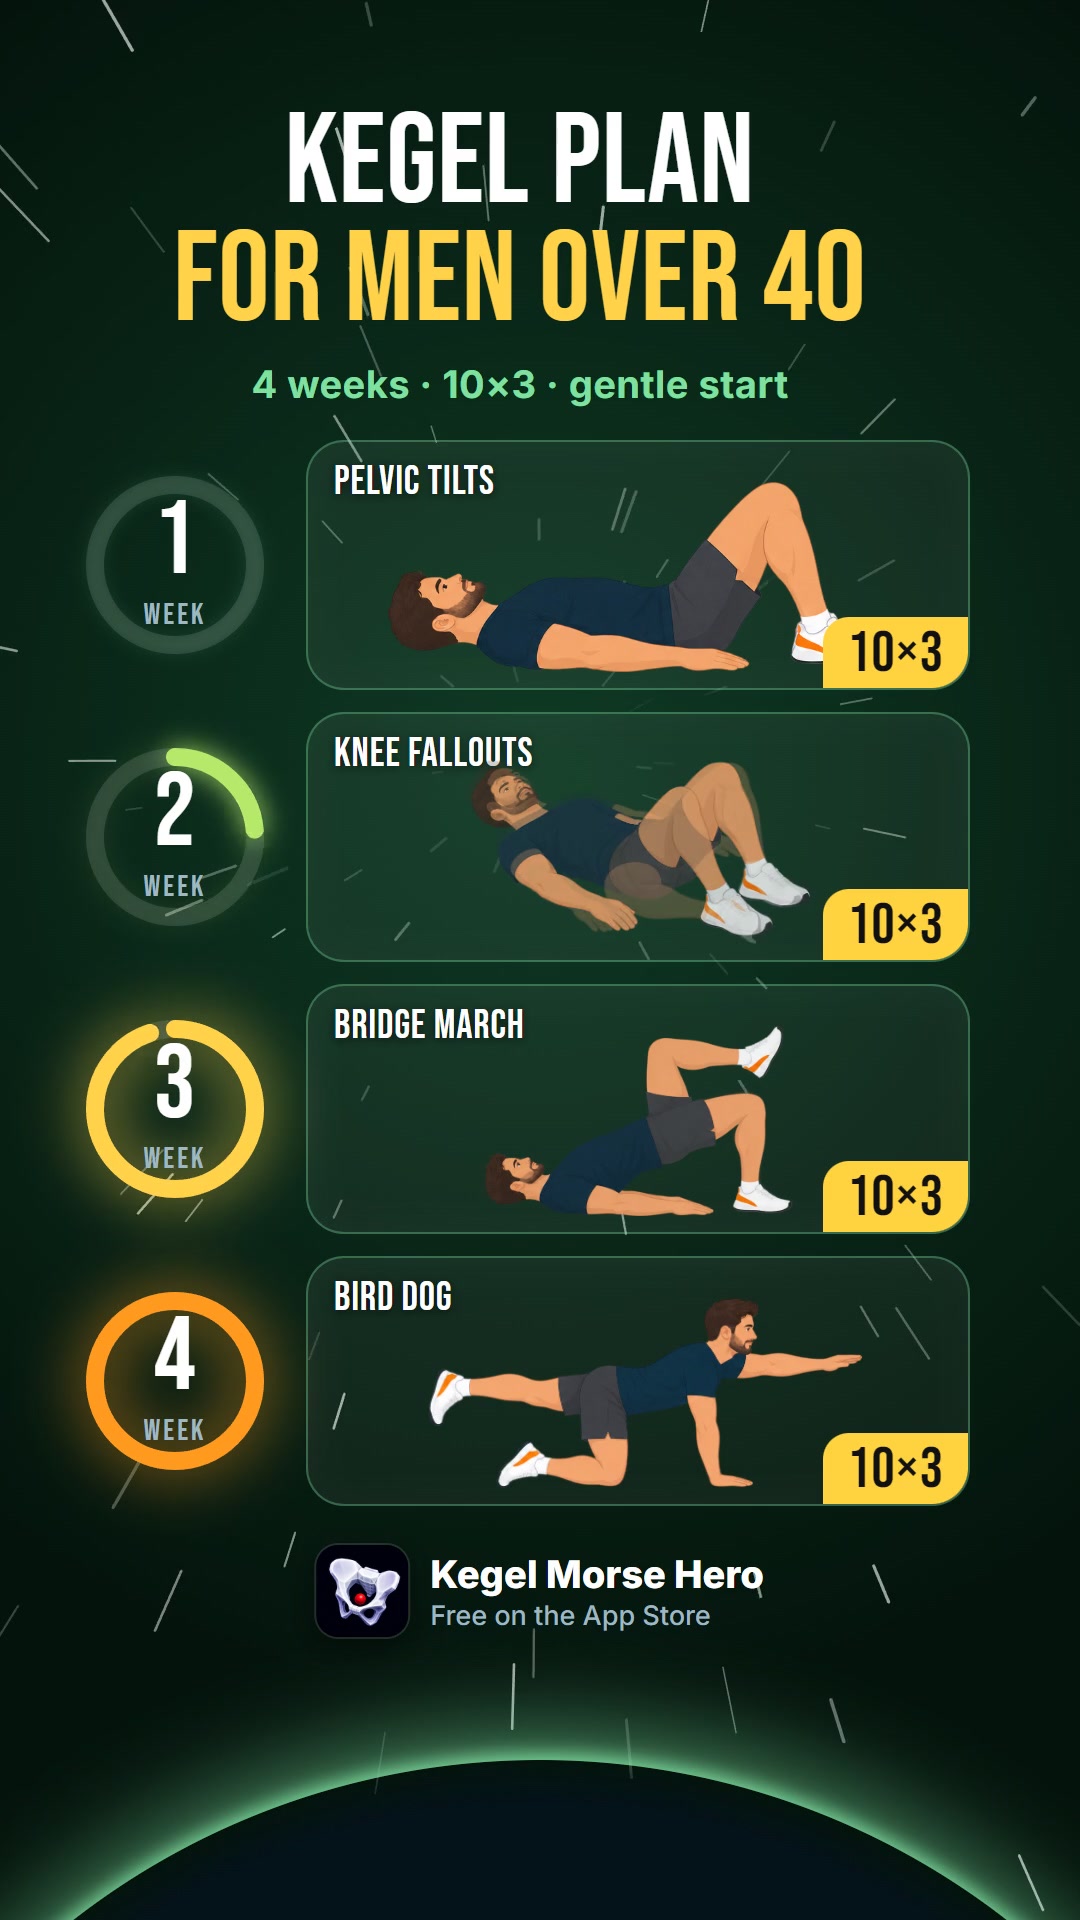 KEGEL PLAN
FOR MEN OVER 40
4 weeks · 10×3 · gentle start
1
WEEK
PELVIC TILTS
10×3
2
WEEK
KNEE FALLOUTS
10×3
3
WEEK
BRIDGE MARCH
10×3
4
WEEK
BIRD DOG
10×3
Kegel Morse Hero
Free on the App Store